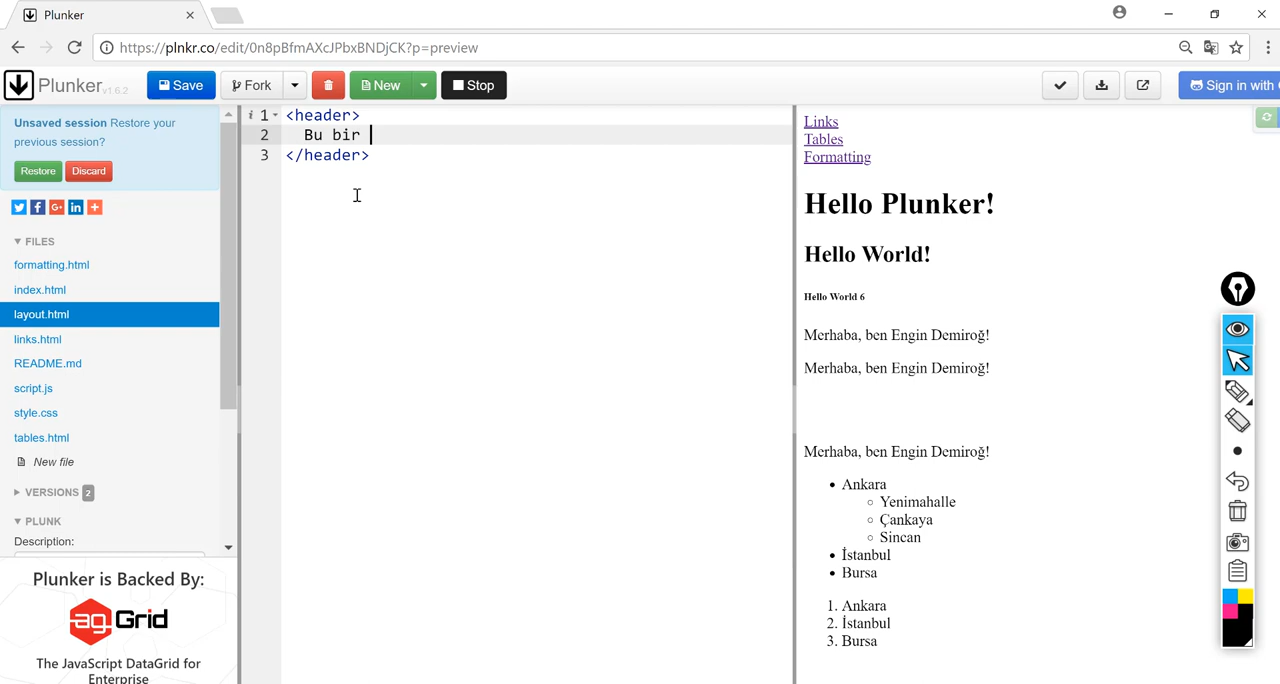 Plunker
https://plnkr.co/edit/0n8pBfmAXcJPbxBNDjCK?p=preview
Plunker v1.6.2
Save
Fork
New
Stop
Sign in with
Unsaved session Restore your
previous session?
Restore
Discard
FILES
formatting.html
index.html
layout.html
links.html
README.md
script.js
style.css
tables.html
New file
VERSIONS 2
PLUNK
Description:
Plunker is Backed By:
ag Grid
The JavaScript DataGrid for
Enterprise
i 1 <header>
2 Bu bir
3 </header>
Links
Tables
Formatting
Hello Plunker!
Hello World!
Hello World 6
Merhaba, ben Engin Demiroğ!
Merhaba, ben Engin Demiroğ!
Merhaba, ben Engin Demiroğ!
Ankara
Yenimahalle
Çankaya
Sincan
İstanbul
Bursa
1. Ankara
2. İstanbul
3. Bursa